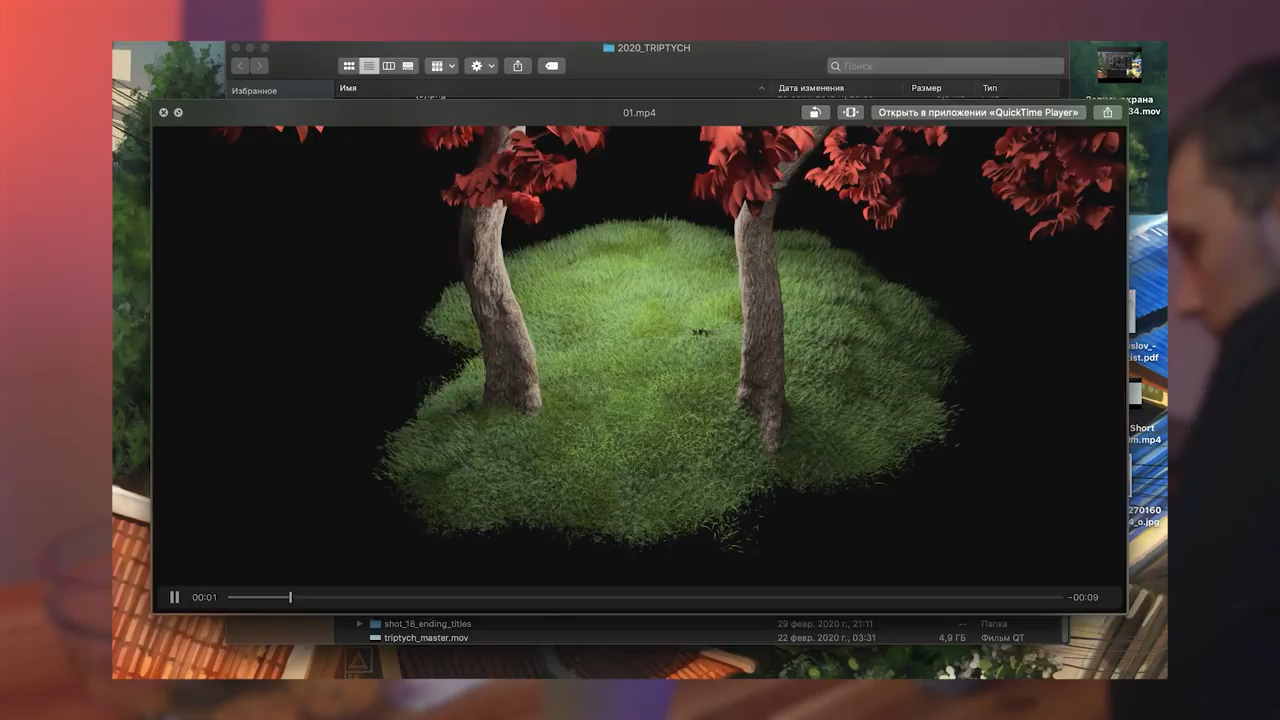 2020_TRIPTYCH
Поиск
Избранное
Имя
Дата изменения
Размер
Тип
34.mov
01.mp4
Открыть в приложении «QuickTime Player»
ist.pdf
Short
lm.mp4
270160
4_o.jpg
00:01
-00:09
shot_18_ending_titles
29 февр. 2020 г., 21:11
--
Папка
triptych_master.mov
22 февр. 2020 г., 03:31
4,9 ГБ
Фильм QT